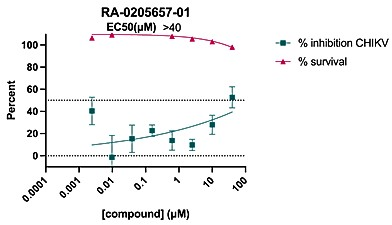 RA-0205657-01
EC50(μM) >40
% inhibition CHIKV
% survival
Percent
100
80
60
40
20
0
0.0001
0.001
0.01
0.1
1
10
100
[compound] (μM)